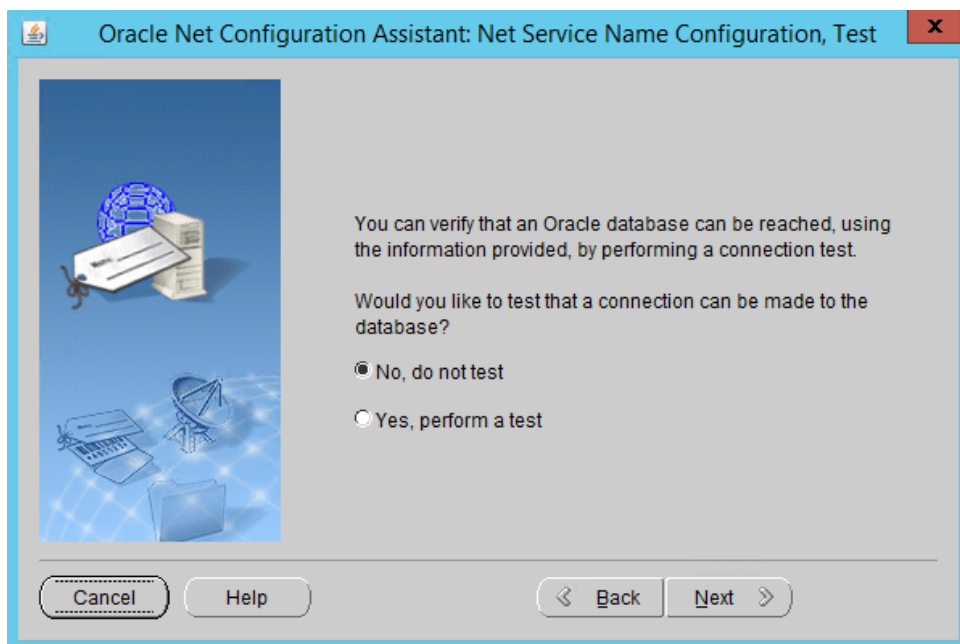 Oracle Net Configuration Assistant: Net Service Name Configuration, Test
X
You can verify that an Oracle database can be reached, using
the information provided, by performing a connection test.
Would you like to test that a connection can be made to the
database?
No, do not test
Yes, perform a test
Cancel
Help
Back
Next